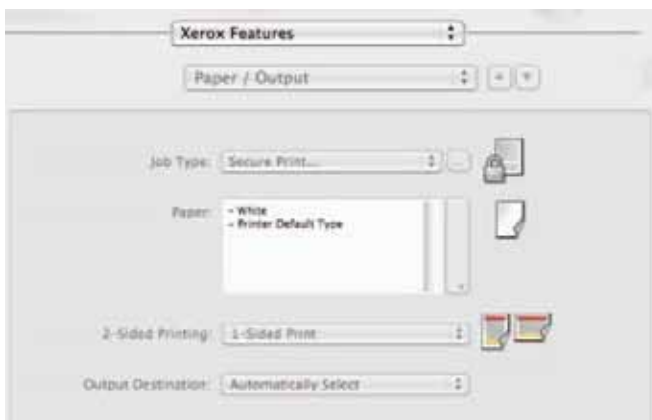 Xerox Features
Paper / Output
Job Type: Secure Print...
Paper: - White
- Printer Default Type
2-Sided Printing: 1-Sided Print
Output Destination: Automatically Select